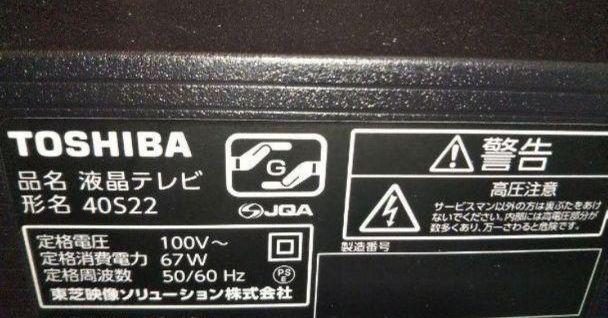 TOSHIBA
品名 液晶テレビ
形名 40S22
G
JQA
定格電圧 100V～
定格消費電力 67W
定格周波数 50/60 Hz
PS
E
東芝映像ソリューション株式会社
警告
高圧注意
サービスマン以外の方は裏ぶたをあけ
ないでください。内部には高電圧部分が
数多くあり、万一さわると危険です。
製造番号